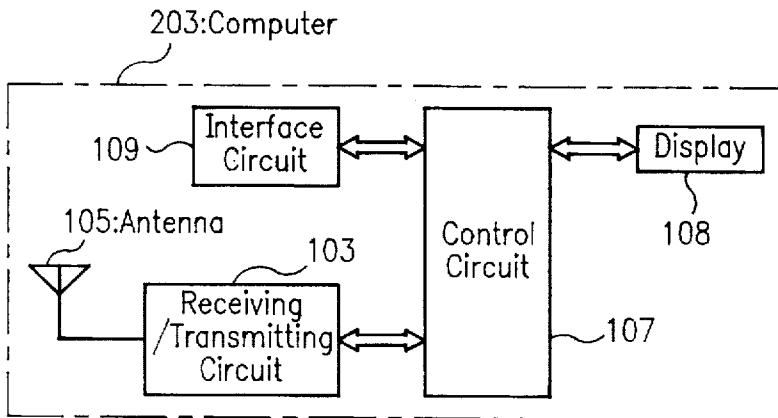 203:Computer
Interface
Circuit
109
Display
108
105:Antenna
103
Control
Circuit
Receiving
/Transmitting
Circuit
107